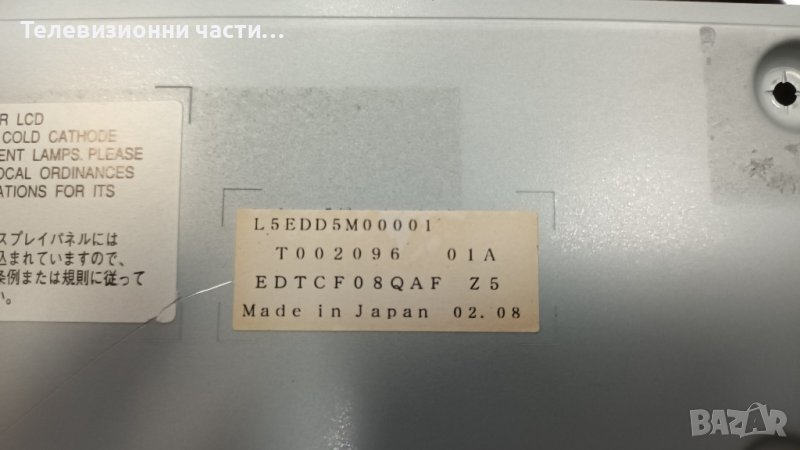 Телевизионни части…
R LCD
COLD CATHODE
ENT LAMPS. PLEASE
OCAL ORDINANCES
ATIONS FOR ITS
スプレイパネルには
込まれていますので、
条例または規則に従って
い。
L5EDD5M00001
T002096 01A
EDTCF08QAF Z5
Made in Japan 02.08
BAZAR